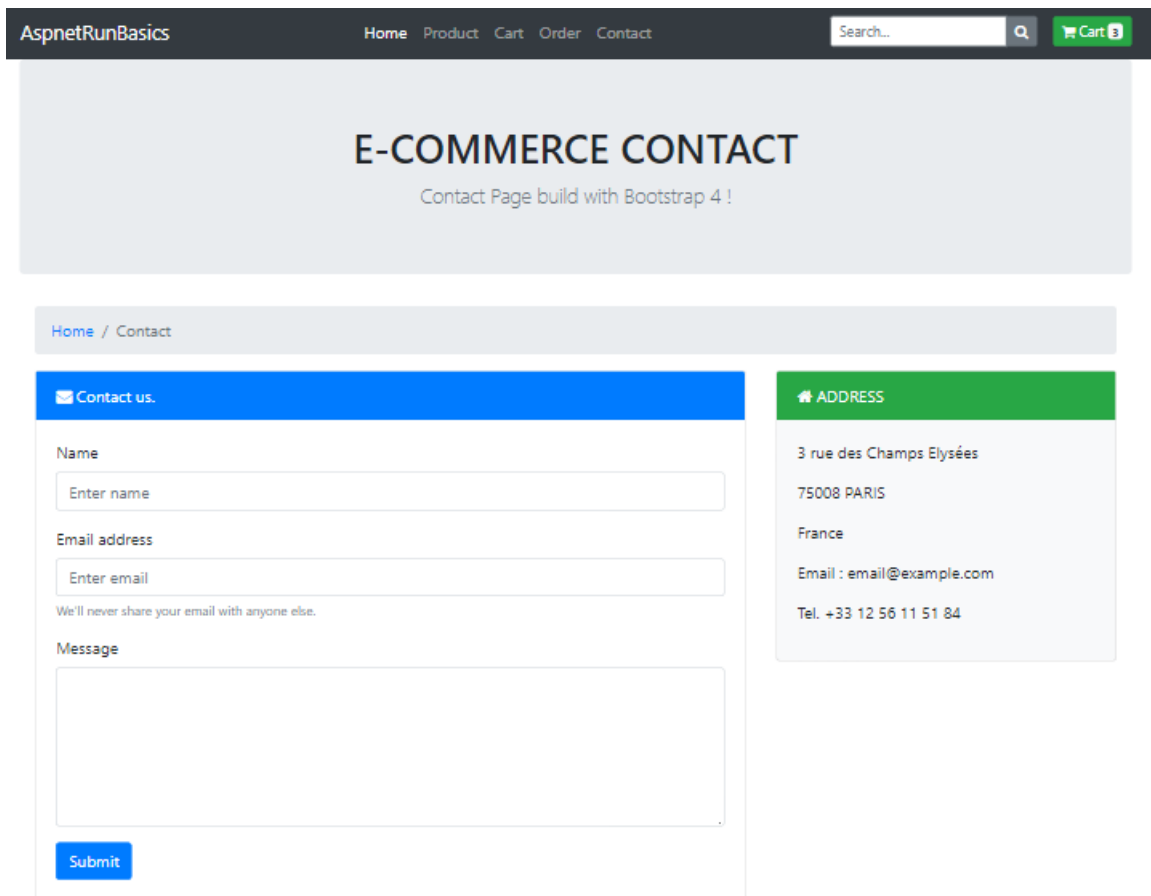 AspnetRunBasics Home Product Cart Order Contact Search... Cart 3
E-COMMERCE CONTACT
Contact Page build with Bootstrap 4 !
Home / Contact
Contact us.
Name
Enter name
Email address
Enter email
We'll never share your email with anyone else.
Message
Submit
ADDRESS
3 rue des Champs Elysées
75008 PARIS
France
Email : email@example.com
Tel. +33 12 56 11 51 84